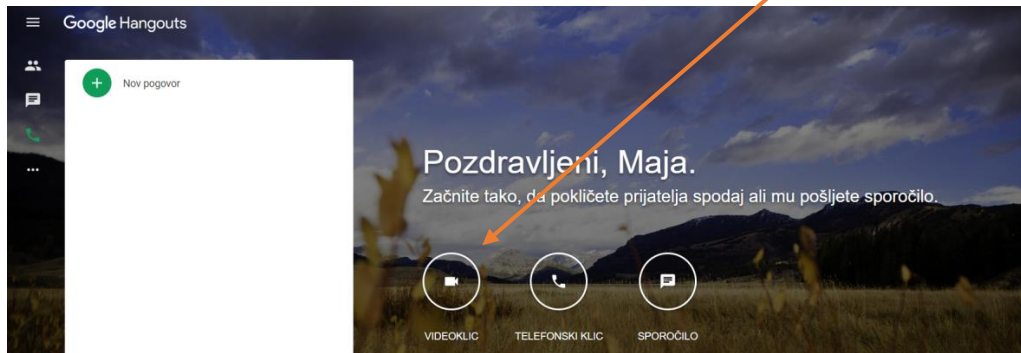 Google Hangouts
Nov pogovor
Pozdravljeni, Maja.
Začnite tako, da pokličete prijatelja spodaj ali mu pošljete sporočilo.
VIDEOKLIC TELEFONSKI KLIC SPOROČILO